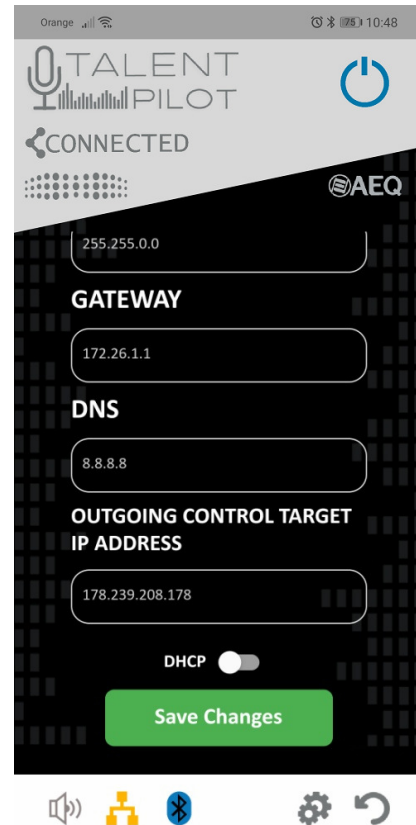 Orange 75 10:48
TALENT
PILOT
CONNECTED
AEQ
255.255.0.0
GATEWAY
172.26.1.1
DNS
8.8.8.8
OUTGOING CONTROL TARGET
IP ADDRESS
178.239.208.178
DHCP
Save Changes